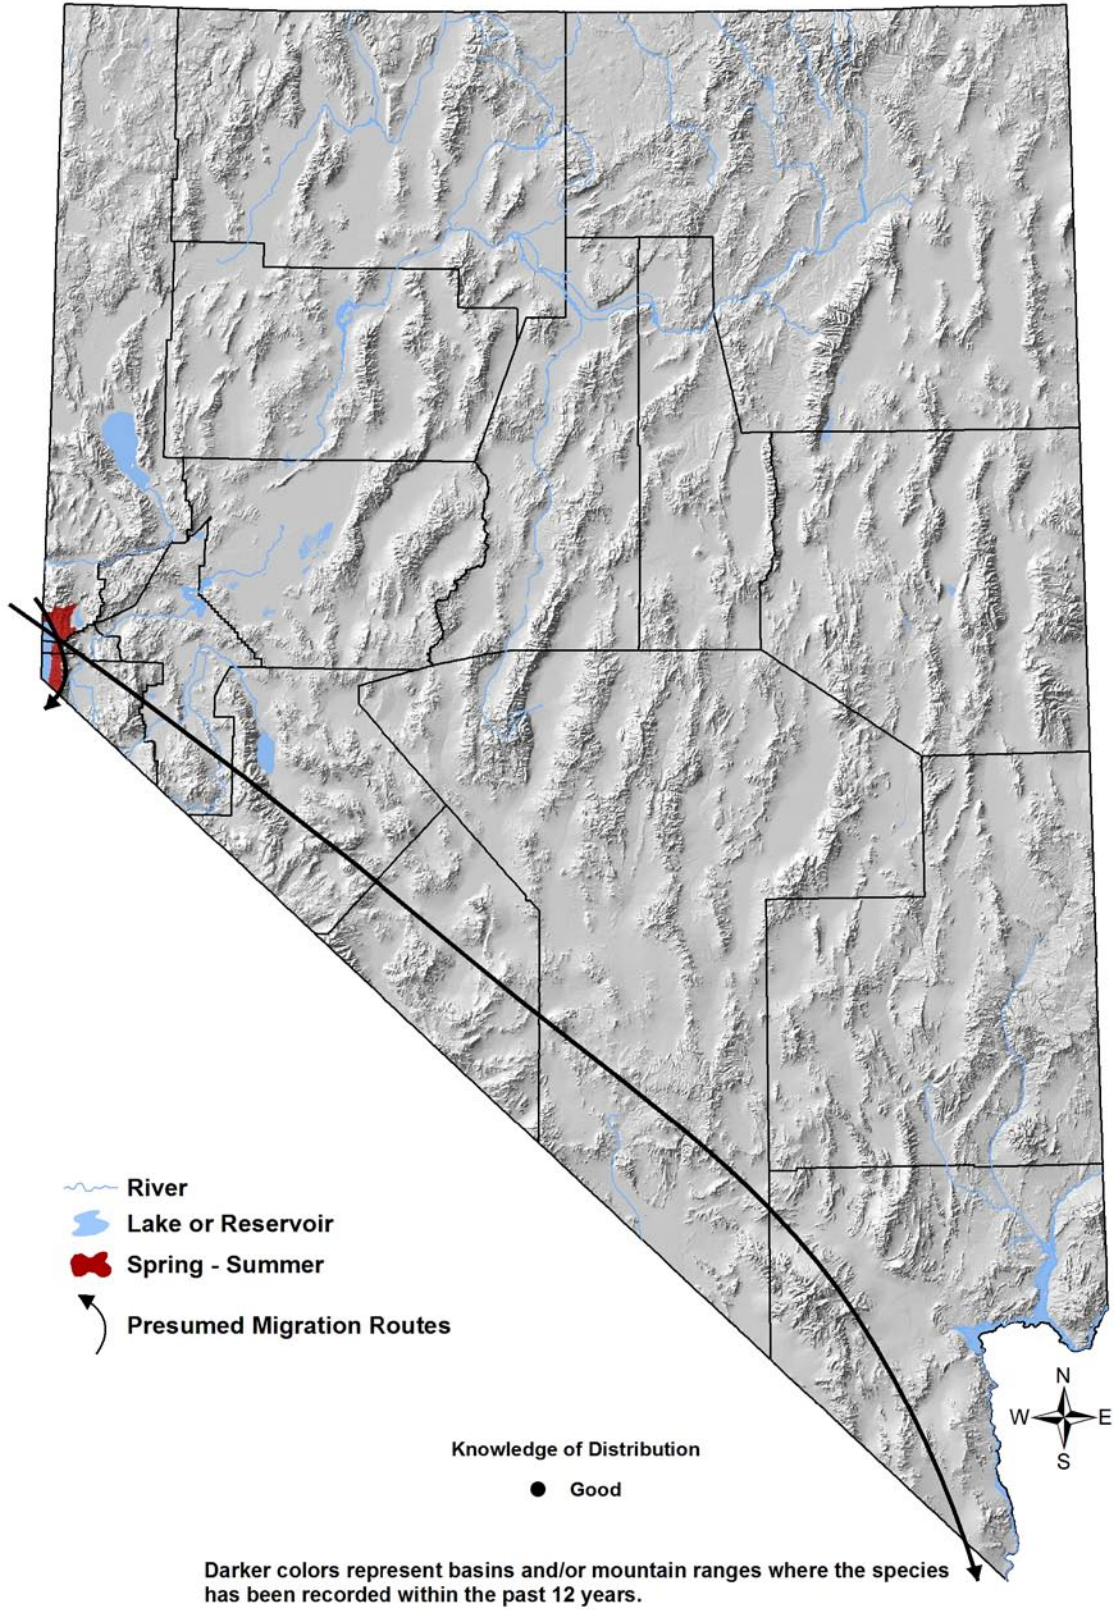 River
Lake or Reservoir
Spring - Summer
Presumed Migration Routes
N
W E
S
Knowledge of Distribution
Good
Darker colors represent basins and/or mountain ranges where the species
has been recorded within the past 12 years.